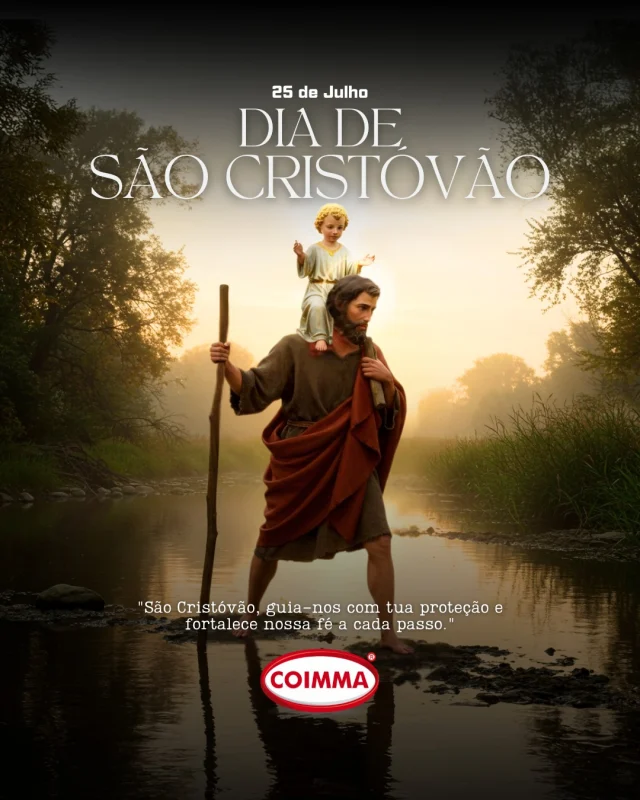 25 de Julho
DIA DE
SÃO CRISTÓVÃO
"São Cristóvão, guia-nos com tua proteção e
fortalece nossa fé a cada passo."
COIMMA®